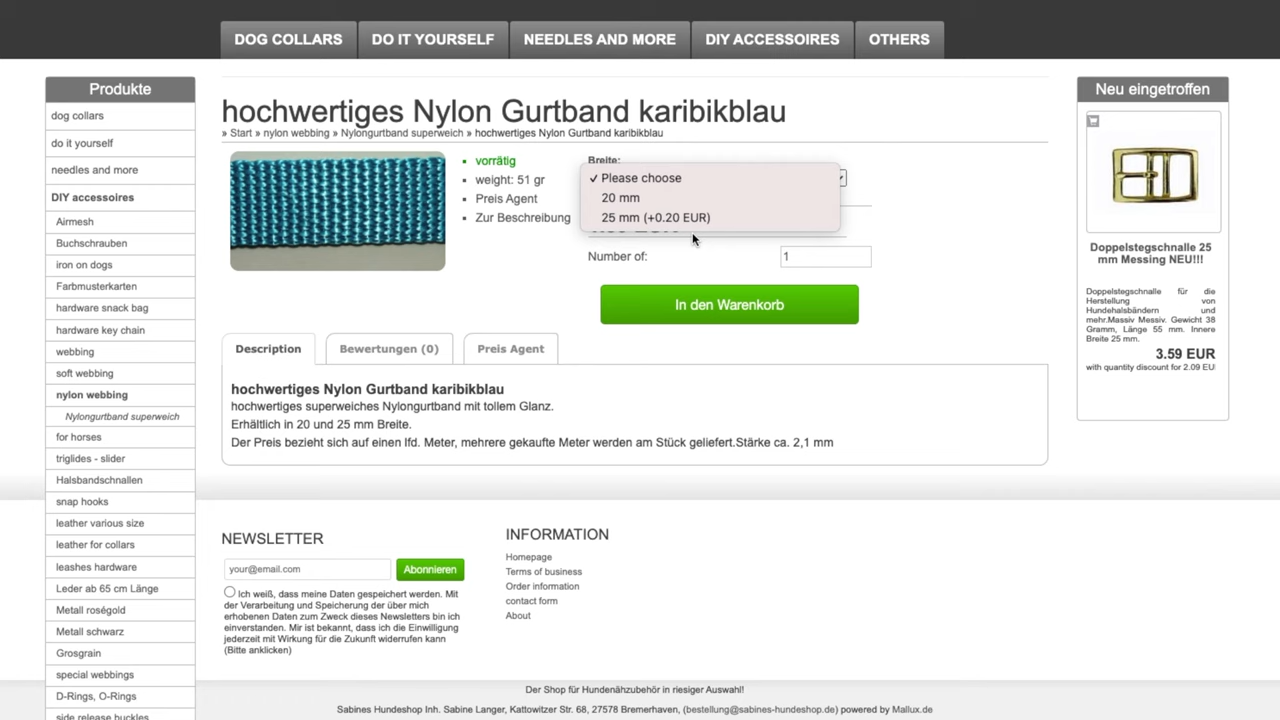 DOG COLLARS
DO IT YOURSELF
NEEDLES AND MORE
DIY ACCESSOIRES
OTHERS
Produkte
dog collars
do it yourself
needles and more
DIY accessoires
Airmesh
Buchschrauben
iron on dogs
Farbmusterkarten
hardware snack bag
hardware key chain
webbing
soft webbing
nylon webbing
Nylongurtband superweich
for horses
triglides - slider
Halsbandschnallen
snap hooks
leather various size
leather for collars
leashes hardware
Leder ab 65 cm Länge
Metall roségold
Metall schwarz
Grosgrain
special webbings
D-Rings, O-Rings
side release buckles
hochwertiges Nylon Gurtband karibikblau
» Start » nylon webbing » Nylongurtband superweich » hochwertiges Nylon Gurtband karibikblau
vorrätig
weight: 51 gr
Preis Agent
Zur Beschreibung
Breite:
✓ Please choose
20 mm
25 mm (+0.20 EUR)
Number of:
1
In den Warenkorb
Description
Bewertungen (0)
Preis Agent
hochwertiges Nylon Gurtband karibikblau
hochwertiges superweiches Nylongurtband mit tollem Glanz.
Erhältlich in 20 und 25 mm Breite.
Der Preis bezieht sich auf einen lfd. Meter, mehrere gekaufte Meter werden am Stück geliefert.Stärke ca. 2,1 mm
Neu eingetroffen
Doppelstegschnalle 25
mm Messing NEU!!!
Doppelstegschnalle für die
Herstellung von
Hundehalsbändern und
mehr.Massiv Messiv. Gewicht 38
Gramm, Länge 55 mm. Innere
Breite 25 mm.
3.59 EUR
with quantity discount for 2.09 EU
NEWSLETTER
your@email.com
Abonnieren
Ich weiß, dass meine Daten gespeichert werden. Mit
der Verarbeitung und Speicherung der über mich
erhobenen Daten zum Zweck dieses Newsletters bin ich
einverstanden. Mir ist bekannt, dass ich die Einwilligung
jederzeit mit Wirkung für die Zukunft widerrufen kann
(Bitte anklicken)
INFORMATION
Homepage
Terms of business
Order information
contact form
About
Der Shop für Hundenähzubehör in riesiger Auswahl!
Sabines Hundeshop Inh. Sabine Langer, Kattowitzer Str. 68, 27578 Bremerhaven, (bestellung@sabines-hundeshop.de) powered by Mallux.de